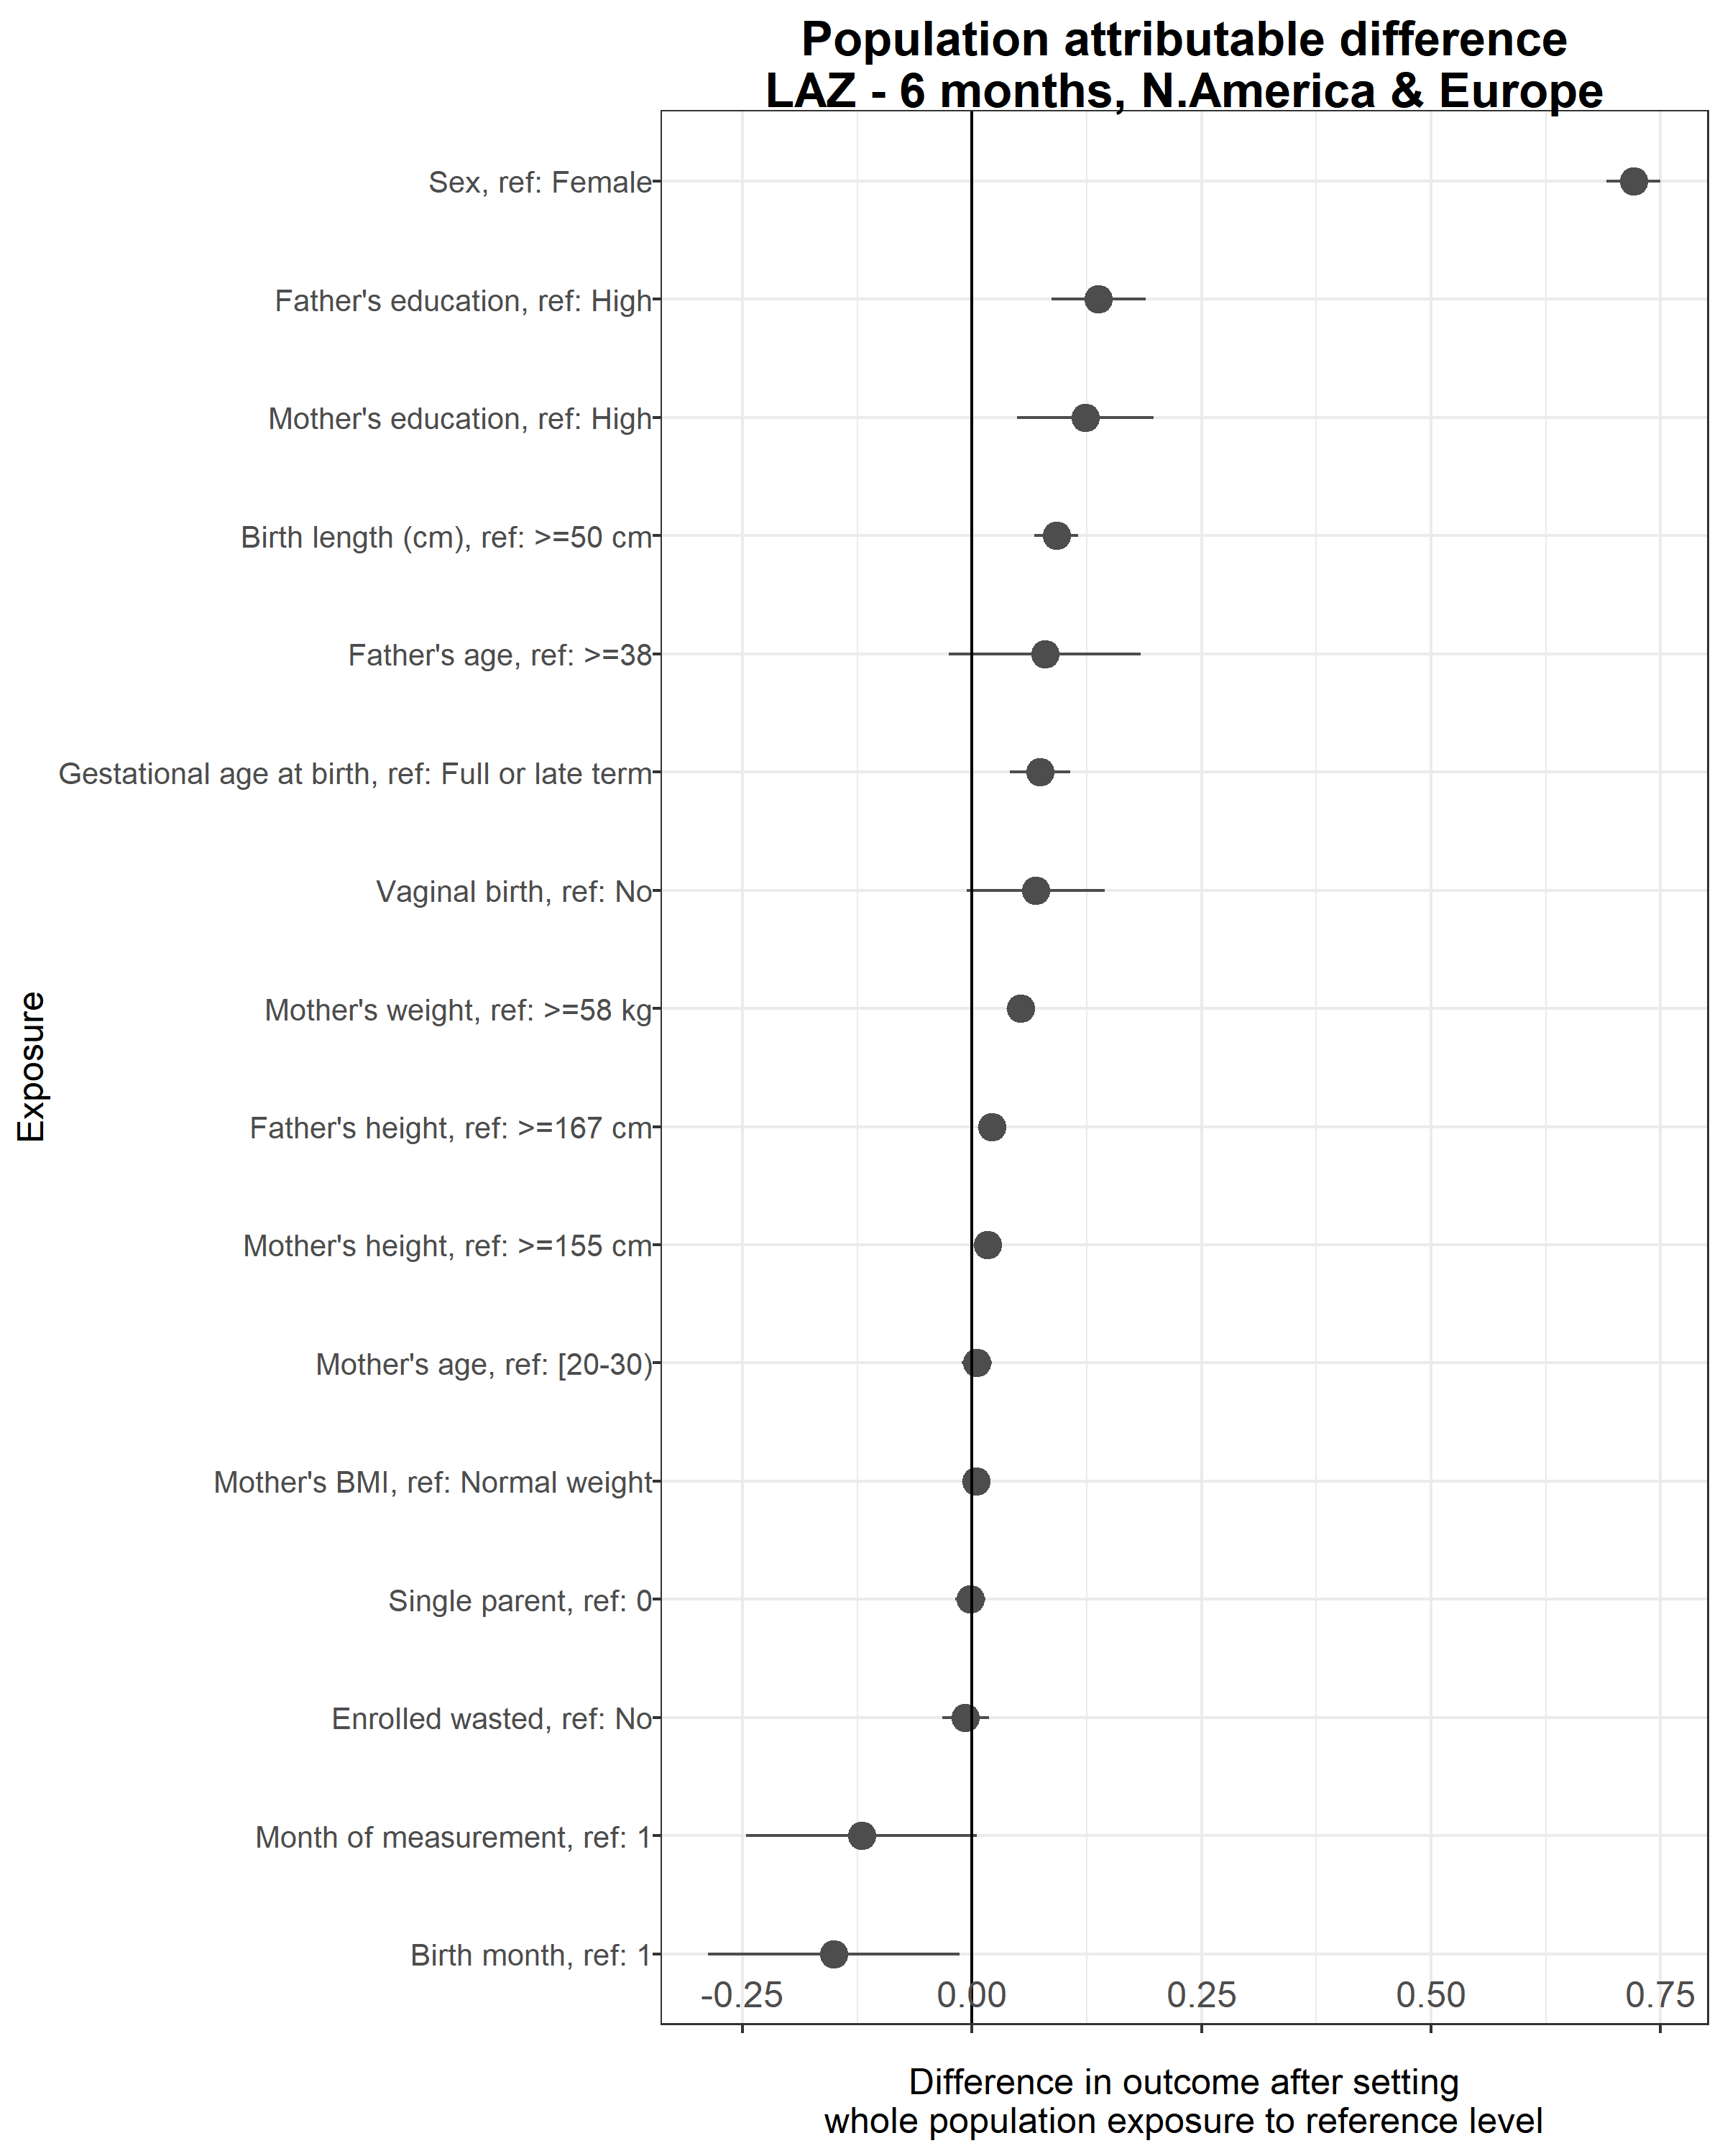 Population attributable difference
LAZ - 6 months, N.America & Europe
Exposure
Sex, ref: Female
Father's education, ref: High
Mother's education, ref: High
Birth length (cm), ref: >=50 cm
Father's age, ref: >=38
Gestational age at birth, ref: Full or late term
Vaginal birth, ref: No
Mother's weight, ref: >=58 kg
Father's height, ref: >=167 cm
Mother's height, ref: >=155 cm
Mother's age, ref: [20-30)
Mother's BMI, ref: Normal weight
Single parent, ref: 0
Enrolled wasted, ref: No
Month of measurement, ref: 1
Birth month, ref: 1
-0.25 0.00 0.25 0.50 0.75
Difference in outcome after setting
whole population exposure to reference level